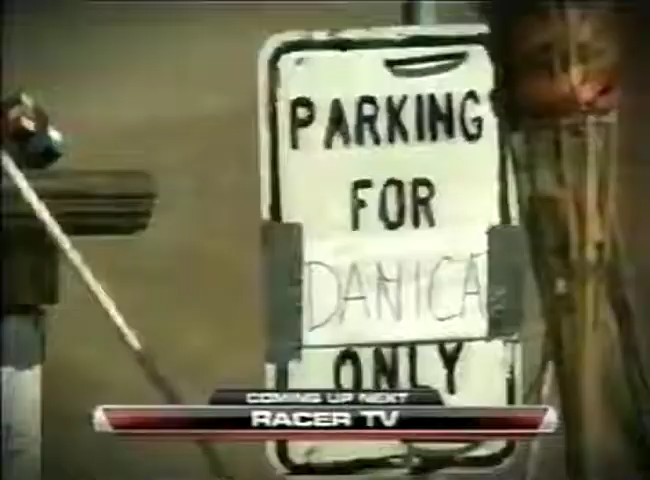 PARKING
FOR
DANICA
ONLY
COMING UP NEXT
RACER TV